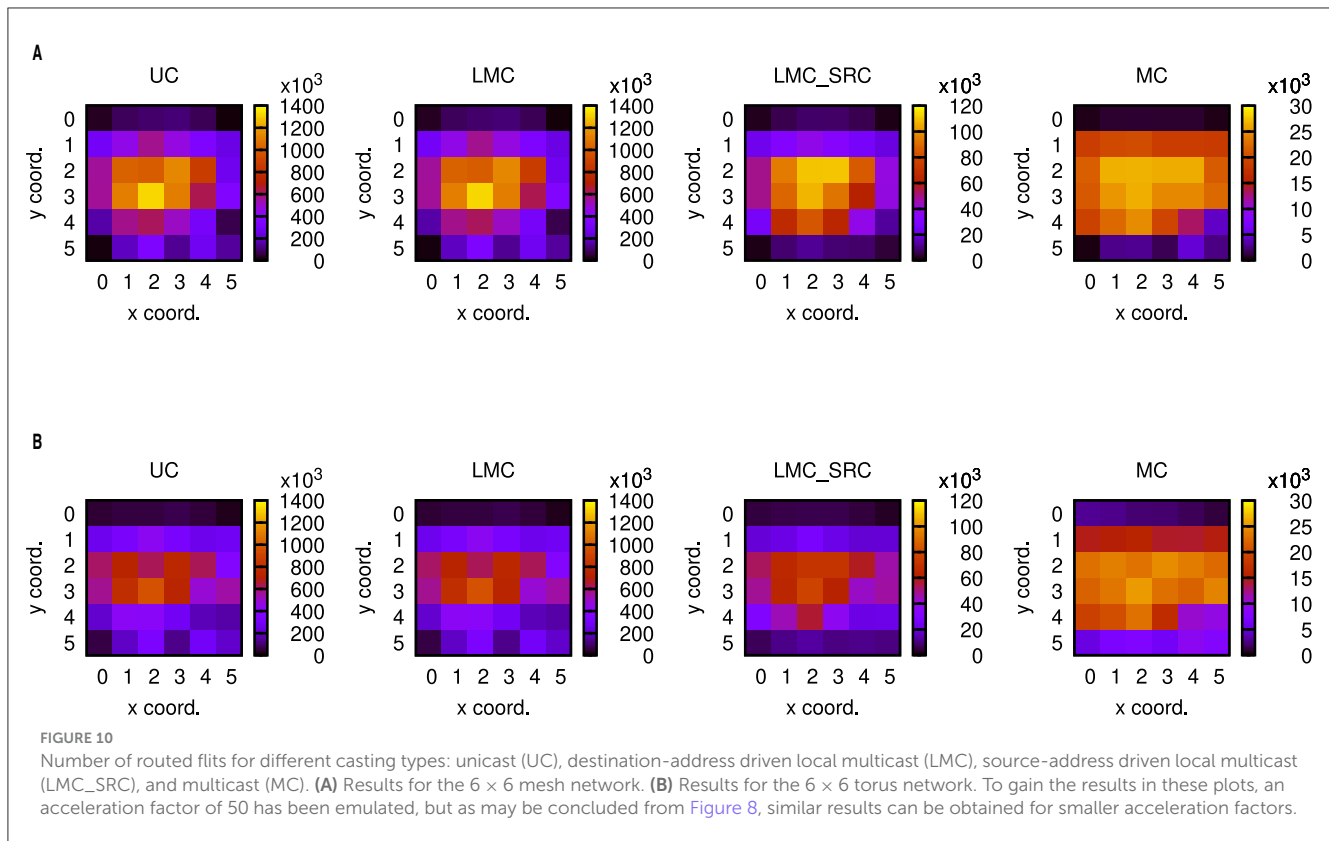 A
UC
LMC
LMC_SRC
MC
x10³
x10³
x10³
x10³
y coord.
0
1
2
3
4
5
0 1 2 3 4 5
x coord.
1400
1200
1000
800
600
400
200
0
y coord.
0
1
2
3
4
5
0 1 2 3 4 5
x coord.
1400
1200
1000
800
600
400
200
0
y coord.
0
1
2
3
4
5
0 1 2 3 4 5
x coord.
120
100
80
60
40
20
0
y coord.
0
1
2
3
4
5
0 1 2 3 4 5
x coord.
30
25
20
15
10
5
0
B
UC
LMC
LMC_SRC
MC
x10³
x10³
x10³
x10³
y coord.
0
1
2
3
4
5
0 1 2 3 4 5
x coord.
1400
1200
1000
800
600
400
200
0
y coord.
0
1
2
3
4
5
0 1 2 3 4 5
x coord.
1400
1200
1000
800
600
400
200
0
y coord.
0
1
2
3
4
5
0 1 2 3 4 5
x coord.
120
100
80
60
40
20
0
y coord.
0
1
2
3
4
5
0 1 2 3 4 5
x coord.
30
25
20
15
10
5
0
FIGURE 10
Number of routed flits for different casting types: unicast (UC), destination-address driven local multicast (LMC), source-address driven local multicast
(LMC_SRC), and multicast (MC). (A) Results for the 6 × 6 mesh network. (B) Results for the 6 × 6 torus network. To gain the results in these plots, an
acceleration factor of 50 has been emulated, but as may be concluded from Figure 8, similar results can be obtained for smaller acceleration factors.